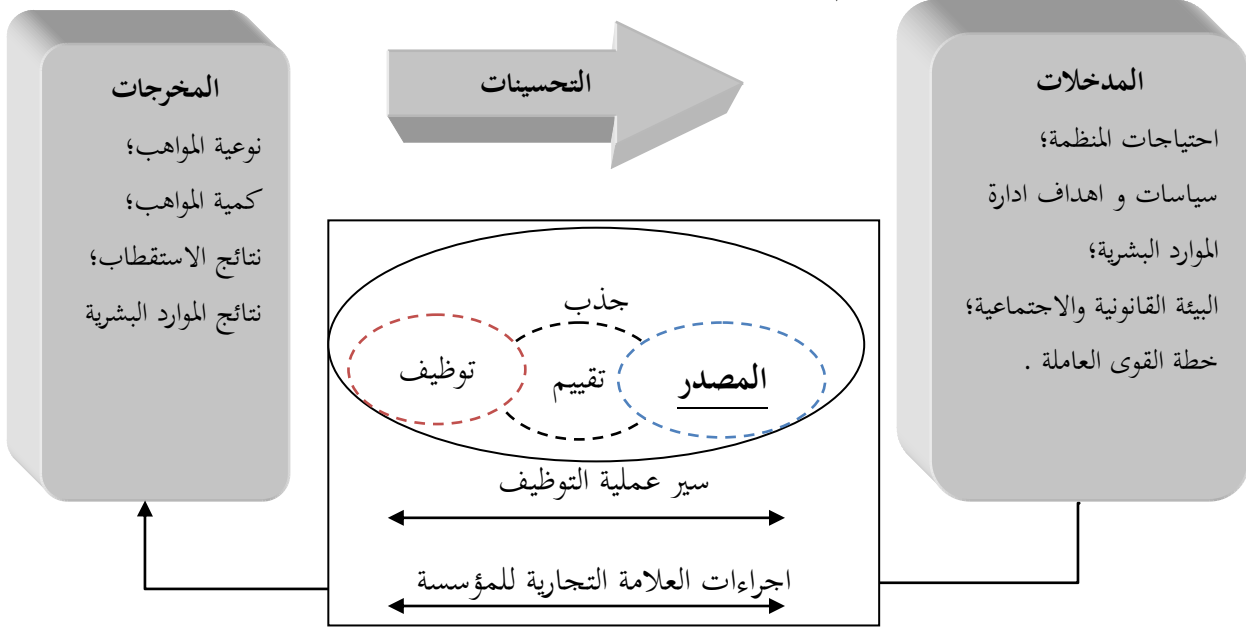 المدخلات
احتياجات المنظمة؛
سياسات و اهداف ادارة
الموارد البشرية؛
البيئة القانونية والاجتماعية؛
خطة القوى العاملة .
التحسينات
المخرجات
نوعية المواهب؛
كمية المواهب؛
نتائج الاستقطاب؛
نتائج الموارد البشرية
جذب
المصدر
تقييم
توظيف
سير عملية التوظيف
اجراءات العلامة التجارية للمؤسسة